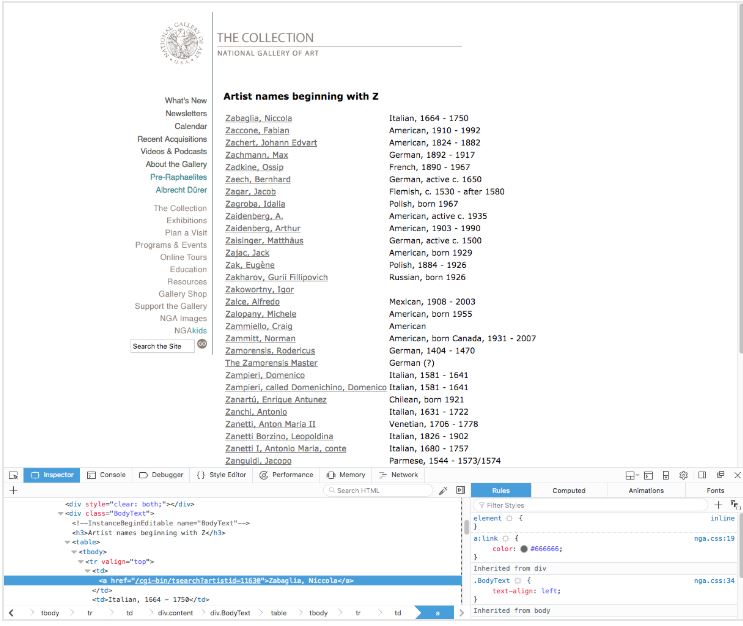 NATIONAL GALLERY OF ART
THE COLLECTION
NATIONAL GALLERY OF ART
What's New
Newsletters
Calendar
Recent Acquisitions
Videos & Podcasts
About the Gallery
Pre-Raphaelites
Albrecht Dürer
The Collection
Exhibitions
Plan a Visit
Programs & Events
Online Tours
Education
Resources
Gallery Shop
Support the Gallery
NGA Images
NGAkids
Search the Site GO
Artist names beginning with Z
Zabaglia, Niccola Italian, 1664 - 1750
Zaccone, Fabian American, 1910 - 1992
Zachert, Johann Edvart American, 1824 - 1882
Zachmann, Max German, 1892 - 1917
Zadkine, Ossip French, 1890 - 1967
Zaech, Bernhard German, active c. 1650
Zagar, Jacob Flemish, c. 1530 - after 1580
Zagroba, Idalia Polish, born 1967
Zaidenberg, A. American, active c. 1935
Zaidenberg, Arthur American, 1903 - 1990
Zaisinger, Matthäus German, active c. 1500
Zajac, Jack American, born 1929
Zak, Eugène Polish, 1884 - 1926
Zakharov, Gurii Fillipovich Russian, born 1926
Zakowortny, Igor
Zalce, Alfredo Mexican, 1908 - 2003
Zalopany, Michele American, born 1955
Zammiello, Craig American
Zammitt, Norman American, born Canada, 1931 - 2007
Zamorensis, Rodericus German, 1404 - 1470
The Zamorensis Master German (?)
Zampieri, Domenico Italian, 1581 - 1641
Zampieri, called Domenichino, Domenico Italian, 1581 - 1641
Zanartú, Enrique Antunez Chilean, born 1921
Zanchi, Antonio Italian, 1631 - 1722
Zanetti, Anton Maria II Venetian, 1706 - 1778
Zanetti Borzino, Leopoldina Italian, 1826 - 1902
Zanetti I, Antonio Maria, conte Italian, 1680 - 1757
Zanguidi, Jacopo Parmese, 1544 - 1573/1574
Inspector Console Debugger { } Style Editor Performance Memory Network
+ Search HTML
<div style="clear: both;"></div>
<div class="BodyText">
<!--InstanceBeginEditable name="BodyText"-->
<h3>Artist names beginning with Z</h3>
<table>
<tbody>
<tr valign="top">
<td>
<a href="/cgi-bin/tsearch?artistid=11630">Zabaglia, Niccola</a>
</td>
<td>Italian, 1664 - 1750</td>
tbody tr td div.content div.BodyText table tbody tr td a
Rules Computed Animations Fonts
Filter Styles +
element { inline
}
a:link { nga.css:19
color: #666666;
}
Inherited from div
.BodyText { nga.css:34
text-align: left;
}
Inherited from body